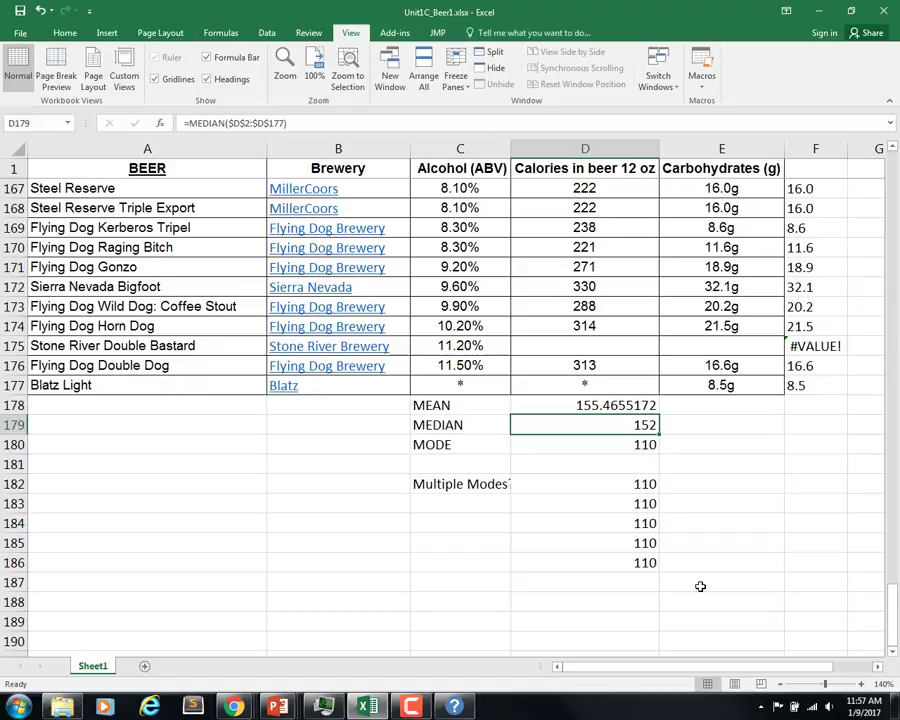 Unit1C_Beer1.xlsx - Excel
File Home Insert Page Layout Formulas Data Review View Add-ins JMP Tell me what you want to do... Sign in Share
Normal Page Break Preview Page Layout Custom Views
Ruler Formula Bar
Gridlines Headings
Zoom 100% Zoom to Selection
New Window Arrange All Freeze Panes
Split
Hide
Unhide
View Side by Side
Synchronous Scrolling
Reset Window Position
Switch Windows Macros
Workbook Views Show Zoom Window Macros
D179 fx =MEDIAN($D$2:$D$177)
A B C D E F G
1 BEER Brewery Alcohol (ABV) Calories in beer 12 oz Carbohydrates (g)
167 Steel Reserve MillerCoors 8.10% 222 16.0g 16.0
168 Steel Reserve Triple Export MillerCoors 8.10% 222 16.0g 16.0
169 Flying Dog Kerberos Tripel Flying Dog Brewery 8.30% 238 8.6g 8.6
170 Flying Dog Raging Bitch Flying Dog Brewery 8.30% 221 11.6g 11.6
171 Flying Dog Gonzo Flying Dog Brewery 9.20% 271 18.9g 18.9
172 Sierra Nevada Bigfoot Sierra Nevada 9.60% 330 32.1g 32.1
173 Flying Dog Wild Dog: Coffee Stout Flying Dog Brewery 9.90% 288 20.2g 20.2
174 Flying Dog Horn Dog Flying Dog Brewery 10.20% 314 21.5g 21.5
175 Stone River Double Bastard Stone River Brewery 11.20% #VALUE!
176 Flying Dog Double Dog Flying Dog Brewery 11.50% 313 16.6g 16.6
177 Blatz Light Blatz * * 8.5g 8.5
178 MEAN 155.4655172
179 MEDIAN 152
180 MODE 110
181
182 Multiple Modes? 110
183 110
184 110
185 110
186 110
187
188
189
190
Sheet1
Ready 140%
11:57 AM
1/9/2017